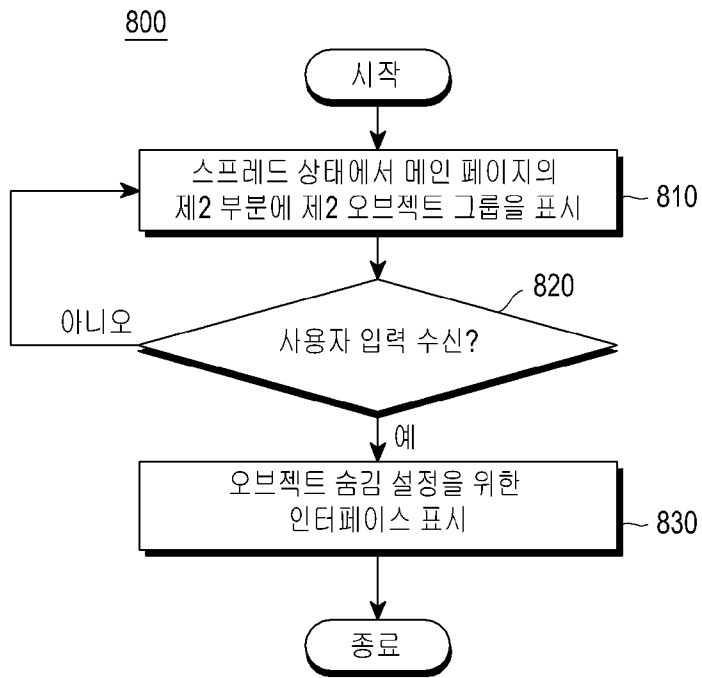 800
시작
스프레드 상태에서 메인 페이지의
제2 부분에 제2 오브젝트 그룹을 표시
810
820
아니오
사용자 입력 수신?
예
오브젝트 숨김 설정을 위한
인터페이스 표시
830
종료